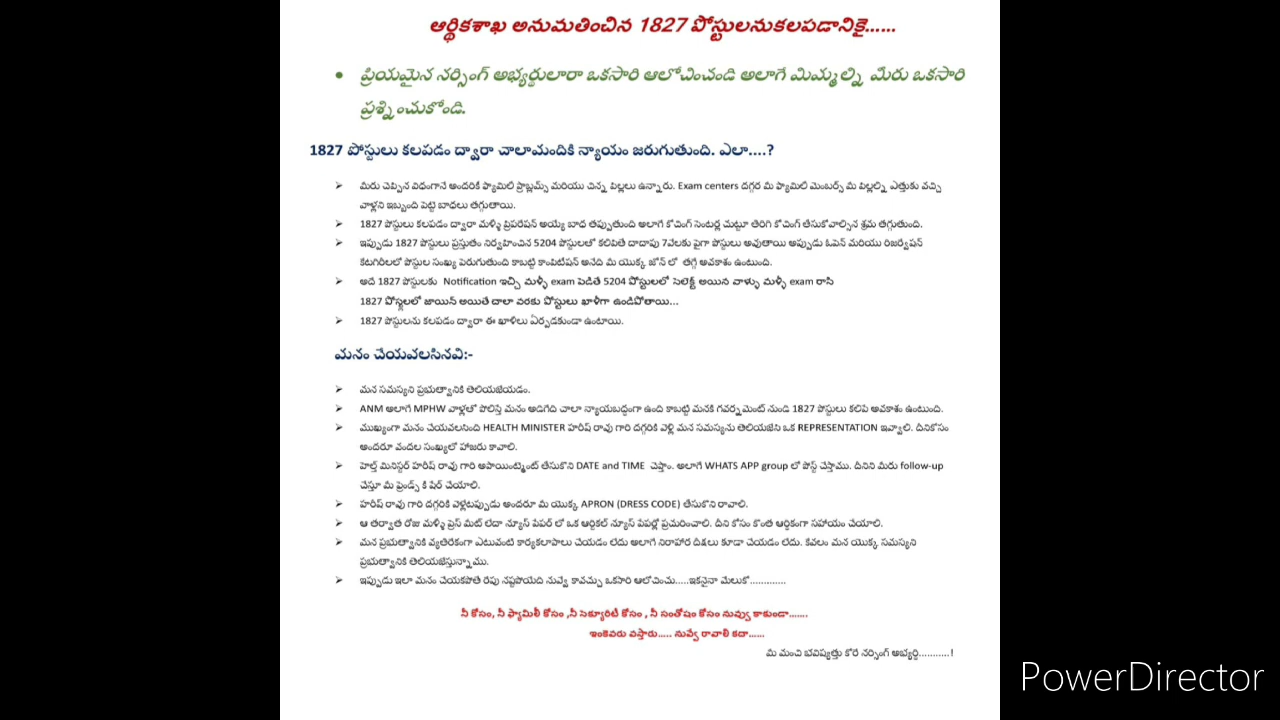 ఆర్థికశాఖ అనుమతించిన 1827 పోస్టులనుకలపడానికై......
• ప్రియమైన నర్సింగ్ అభ్యర్థులారా ఒకసారి ఆలోచించండి అలాగే మిమ్మల్ని మీరు ఒకసారి
ప్రశ్నించుకోండి.
1827 పోస్టులు కలపడం ద్వారా చాలామందికి న్యాయం జరుగుతుంది. ఎలా....?
➢ మీరు చెప్పిన విధంగానే అందరికీ ఫ్యామిలీ ప్రాబ్లమ్స్ మరియు చిన్న పిల్లలు ఉన్నారు. Exam centers దగ్గర మీ ఫ్యామిలీ మెంబర్స్ మీ పిల్లల్ని ఎత్తుకు వచ్చి
వాళ్లని ఇబ్బంది పెట్టే బాధలు తగ్గుతాయి.
➢ 1827 పోస్టులు కలపడం ద్వారా మళ్ళీ ప్రిపరేషన్ అయ్యే బాధ తప్పుతుంది అలాగే కోచింగ్ సెంటర్ల చుట్టూ తిరిగి కోచింగ్ తీసుకోవాల్సిన శ్రమ తగ్గుతుంది.
➢ ఇప్పుడు 1827 పోస్టులు ప్రస్తుతం నిర్వహించిన 5204 పోస్టులలో కలిపితే దాదాపు 7వేలకు పైగా పోస్టులు అవుతాయి అప్పుడు ఓపెన్ మరియు రిజర్వేషన్
కేటగిరీలలో పోస్టుల సంఖ్య పెరుగుతుంది కాబట్టి కాంపిటీషన్ అనేది మీ యొక్క జోన్ లో తగ్గే అవకాశం ఉంటుంది.
➢ అదే 1827 పోస్టులకు Notification ఇచ్చి మళ్ళీ exam పెడితే 5204 పోస్టులలో సెలెక్ట్ అయిన వాళ్ళు మళ్ళీ exam రాసి
1827 పోస్టులలో జాయిన్ అయితే చాలా వరకు పోస్టులు ఖాళీగా ఉండిపోతాయి...
➢ 1827 పోస్టులను కలపడం ద్వారా ఈ ఖాళీలు ఏర్పడకుండా ఉంటాయి.
మనం చేయవలసినవి:-
➢ మన సమస్యని ప్రభుత్వానికి తెలియజేయడం.
➢ ANM అలాగే MPHW వాళ్లతో పోలిస్తే మనం అడిగేది చాలా న్యాయబద్ధంగా ఉంది కాబట్టి మనకి గవర్నమెంట్ నుండి 1827 పోస్టులు కలిపే అవకాశం ఉంటుంది.
➢ ముఖ్యంగా మనం చేయవలసింది HEALTH MINISTER హరీష్ రావు గారి దగ్గరికి వెళ్లి మన సమస్యను తెలియజేసి ఒక REPRESENTATION ఇవ్వాలి. దీనికోసం
అందరూ వందల సంఖ్యలో హాజరు కావాలి.
➢ హెల్త్ మినిస్టర్ హరీష్ రావు గారి అపాయింట్మెంట్ తీసుకొని DATE and TIME చెప్తాం. అలాగే WHATS APP group లో పోస్ట్ చేస్తాము. దీనిని మీరు follow-up
చేస్తూ మీ ఫ్రెండ్స్ కి షేర్ చేయాలి.
➢ హరీష్ రావు గారి దగ్గరికి వెళ్లేటప్పుడు అందరూ మీ యొక్క APRON (DRESS CODE) తీసుకొని రావాలి.
➢ ఆ తర్వాత రోజు మళ్ళీ ప్రెస్ మీట్ లేదా న్యూస్ పేపర్ లో ఒక ఆర్టికల్ న్యూస్ పేపర్లో ప్రచురించాలి. దీని కోసం కొంత ఆర్థికంగా సహాయం చేయాలి.
➢ మన ప్రభుత్వానికి వ్యతిరేకంగా ఎటువంటి కార్యకలాపాలు చేయడం లేదు అలాగే నిరాహార దీక్షలు కూడా చేయడం లేదు. కేవలం మన యొక్క సమస్యని
ప్రభుత్వానికి తెలియజేస్తున్నాము.
➢ ఇప్పుడు ఇలా మనం చేయకపోతే రేపు నష్టపోయేది నువ్వే కావచ్చు ఒకసారి ఆలోచించు.....ఇకనైనా మేలుకో.............
నీ కోసం, నీ ఫ్యామిలీ కోసం ,నీ సెక్యూరిటీ కోసం , నీ సంతోషం కోసం నువ్వు కాకుండా.......
ఇంకెవరు వస్తారు..... నువ్వే రావాలి కదా......
మీ మంచి భవిష్యత్తు కోరే నర్సింగ్ అభ్యర్థి...........!
PowerDirector